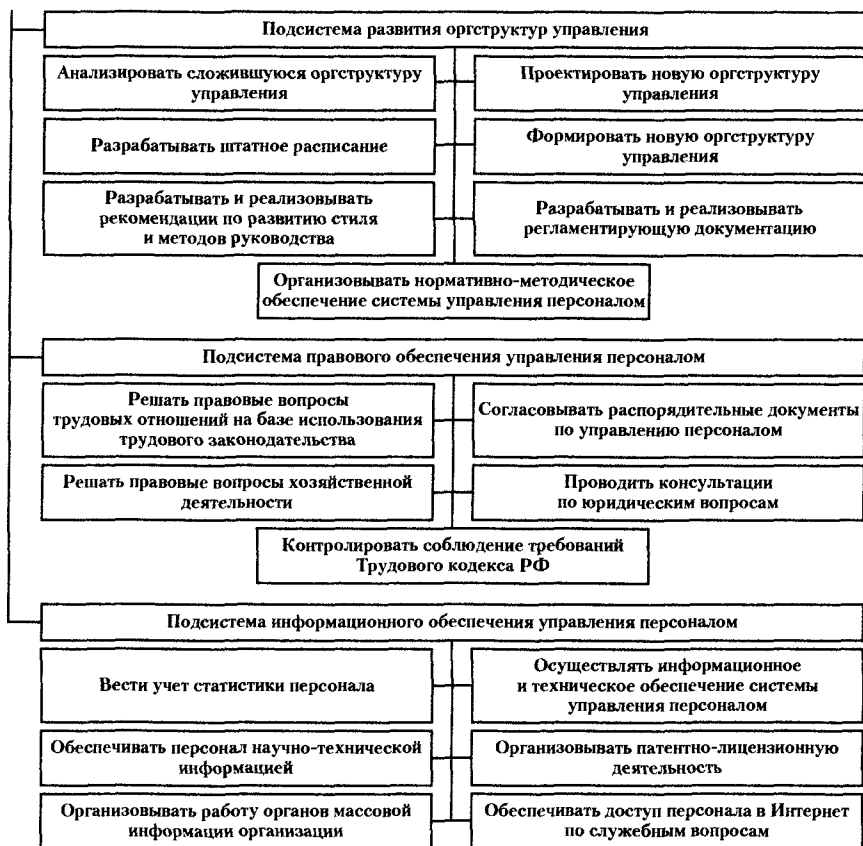 Подсистема развития оргструктур управления
Анализировать сложившуюся оргструктуру
управления
Проектировать новую оргструктуру
управления
Разрабатывать штатное расписание
Формировать новую оргструктуру
управления
Разрабатывать и реализовывать
рекомендации по развитию стиля
и методов руководства
Разрабатывать и реализовывать
регламентирующую документацию
Организовывать нормативно-методическое
обеспечение системы управления персоналом
Подсистема правового обеспечения управления персоналом
Решать правовые вопросы
трудовых отношений на базе использования
трудового законодательства
Согласовывать распорядительные документы
по управлению персоналом
Решать правовые вопросы хозяйственной
деятельности
Проводить консультации
по юридическим вопросам
Контролировать соблюдение требований
Трудового кодекса РФ
Подсистема информационного обеспечения управления персоналом
Вести учет статистики персонала
Осуществлять информационное
и техническое обеспечение системы
управления персоналом
Обеспечивать персонал научно-технической
информацией
Организовывать патентно-лицензионную
деятельность
Организовывать работу органов массовой
информации организации
Обеспечивать доступ персонала в Интернет
по служебным вопросам